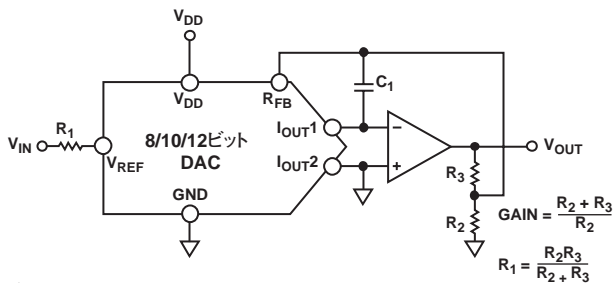 VDD
VDD
RFB
C1
VIN
R1
VREF
8/10/12ビット
DAC
IOUT1
IOUT2
GND
−
+
VOUT
R3
R2
GAIN = R2 + R3
R2
R1 = R2R3
R2 + R3